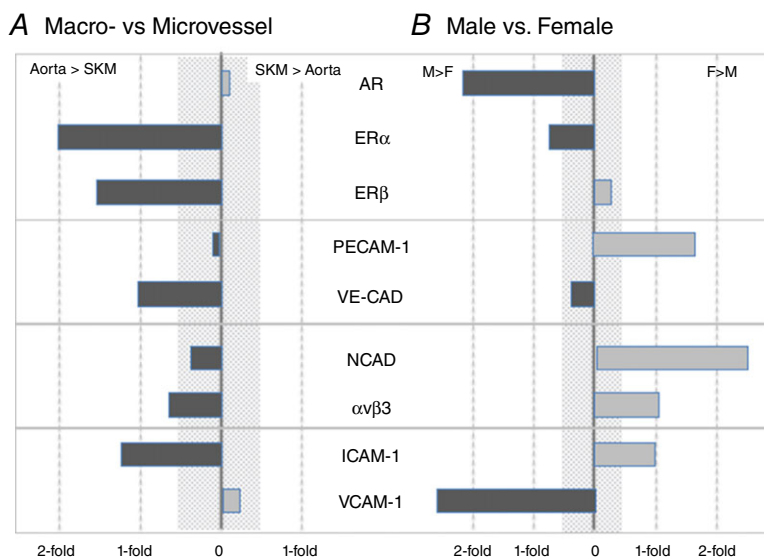 A Macro- vs Microvessel
B Male vs. Female
Aorta > SKM
SKM > Aorta
M>F
F>M
AR
ERα
ERβ
PECAM-1
VE-CAD
NCAD
αvβ3
ICAM-1
VCAM-1
2-fold 1-fold 0 1-fold
2-fold 1-fold 0 1-fold 2-fold